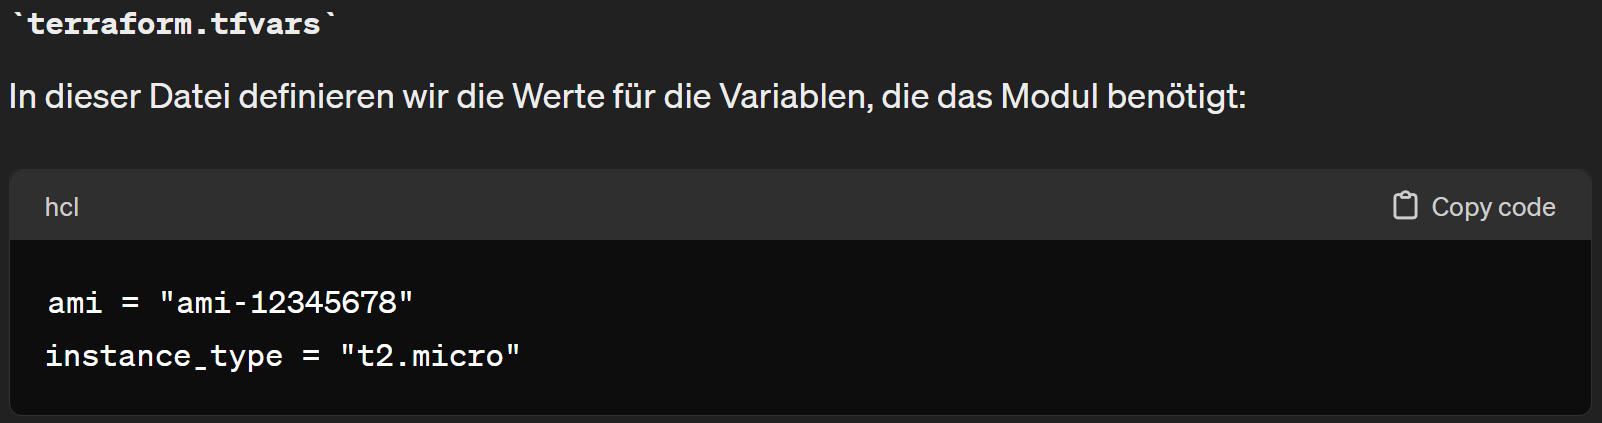 `terraform.tfvars`
In dieser Datei definieren wir die Werte für die Variablen, die das Modul benötigt:
hcl Copy code
ami = "ami-12345678"
instance_type = "t2.micro"